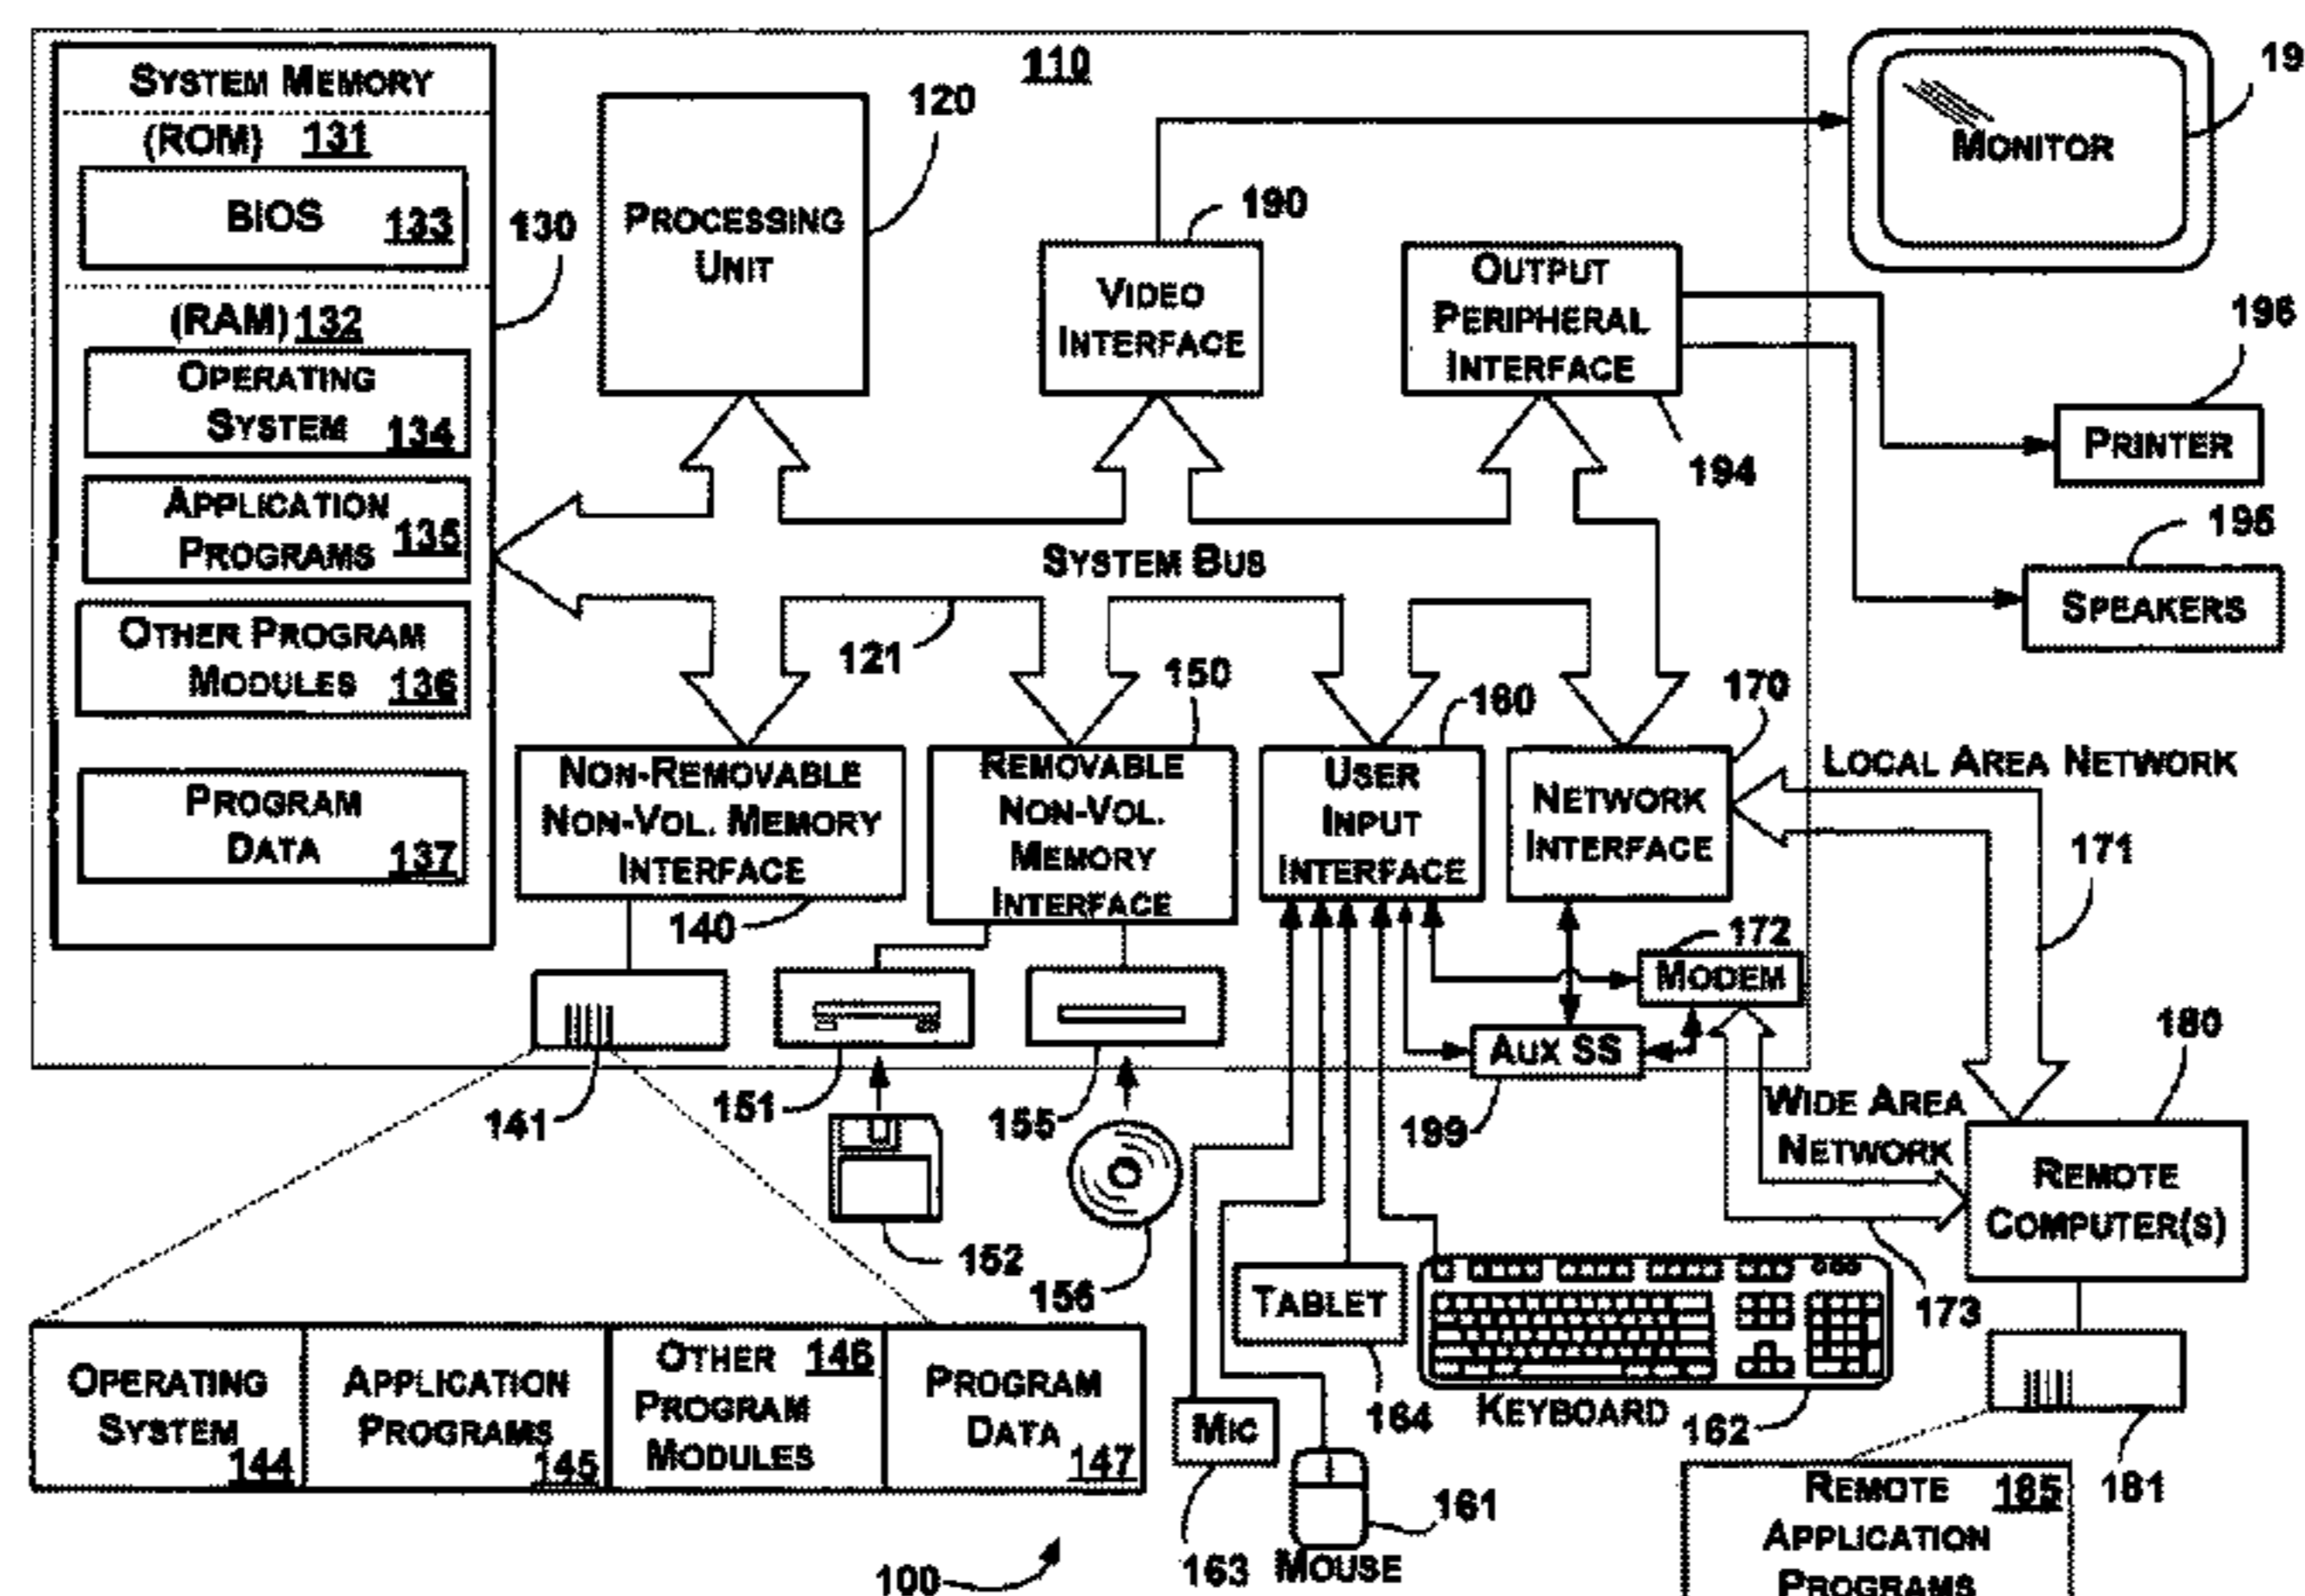 110
SYSTEM MEMORY
(ROM) 131
BIOS 133
130
(RAM) 132
OPERATING
SYSTEM 134
APPLICATION
PROGRAMS 135
OTHER PROGRAM
MODULES 136
PROGRAM
DATA 137
PROCESSING
UNIT
120
VIDEO
INTERFACE
190
OUTPUT
PERIPHERAL
INTERFACE
194
MONITOR
19
PRINTER
196
SPEAKERS
195
SYSTEM BUS
121
NON-REMOVABLE
NON-VOL. MEMORY
INTERFACE
140
REMOVABLE
NON-VOL.
MEMORY
INTERFACE
150
USER
INPUT
INTERFACE
160
NETWORK
INTERFACE
170
LOCAL AREA NETWORK
171
172
MODEM
AUX SS
199
141
151
152
155
156
WIDE AREA
NETWORK
173
180
REMOTE
COMPUTER(S)
181
OPERATING
SYSTEM 144
APPLICATION
PROGRAMS 145
OTHER 146
PROGRAM
MODULES
PROGRAM
DATA 147
MIC
163
MOUSE
161
TABLET
164
KEYBOARD
162
REMOTE 185
APPLICATION
PROGRAMS
100